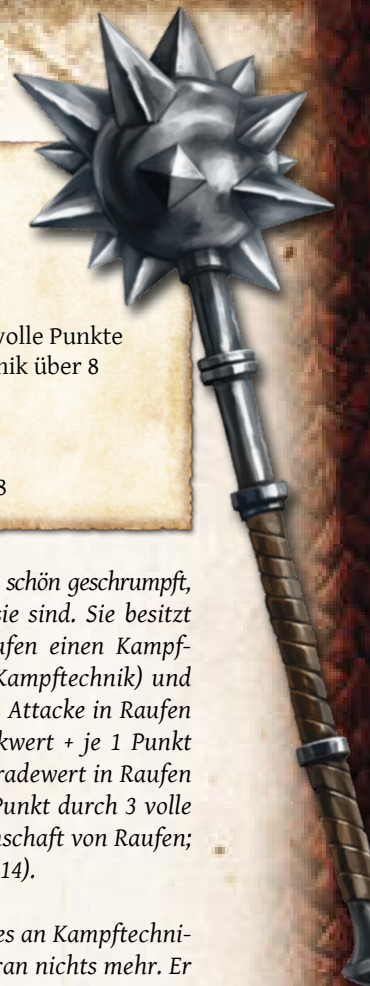 volle Punkte
nik über 8
8
schön geschrumpft,
sie sind. Sie besitzt
ufen einen Kampf-
Kampftechnik) und
Attacke in Raufen
kwert + je 1 Punkt
radewert in Raufen
Punkt durch 3 volle
nschaft von Raufen;
14).
es an Kampftechni-
ran nichts mehr. Er